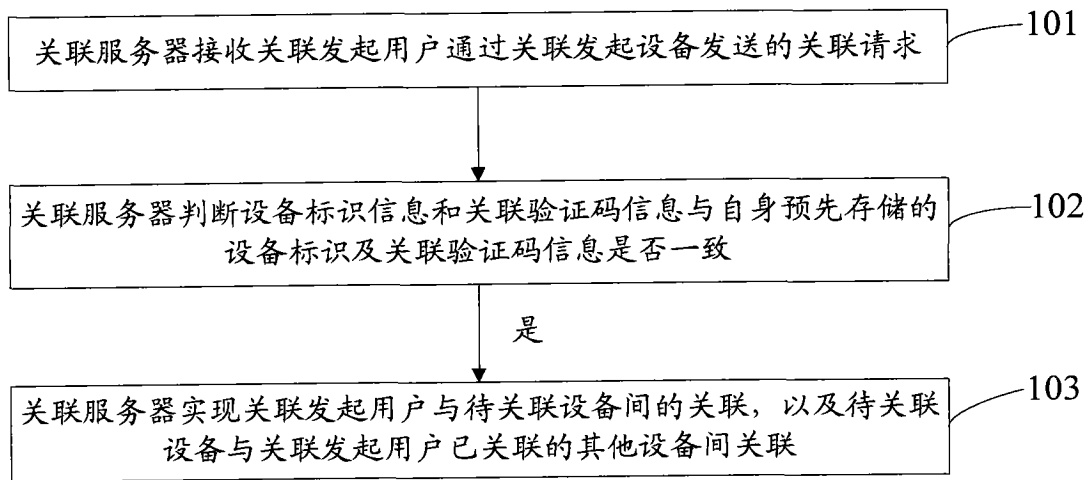 关联服务器接收关联发起用户通过关联发起设备发送的关联请求
101
关联服务器判断设备标识信息和关联验证码信息与自身预先存储的
设备标识及关联验证码信息是否一致
102
是
关联服务器实现关联发起用户与待关联设备间的关联，以及待关联
设备与关联发起用户已关联的其他设备间关联
103